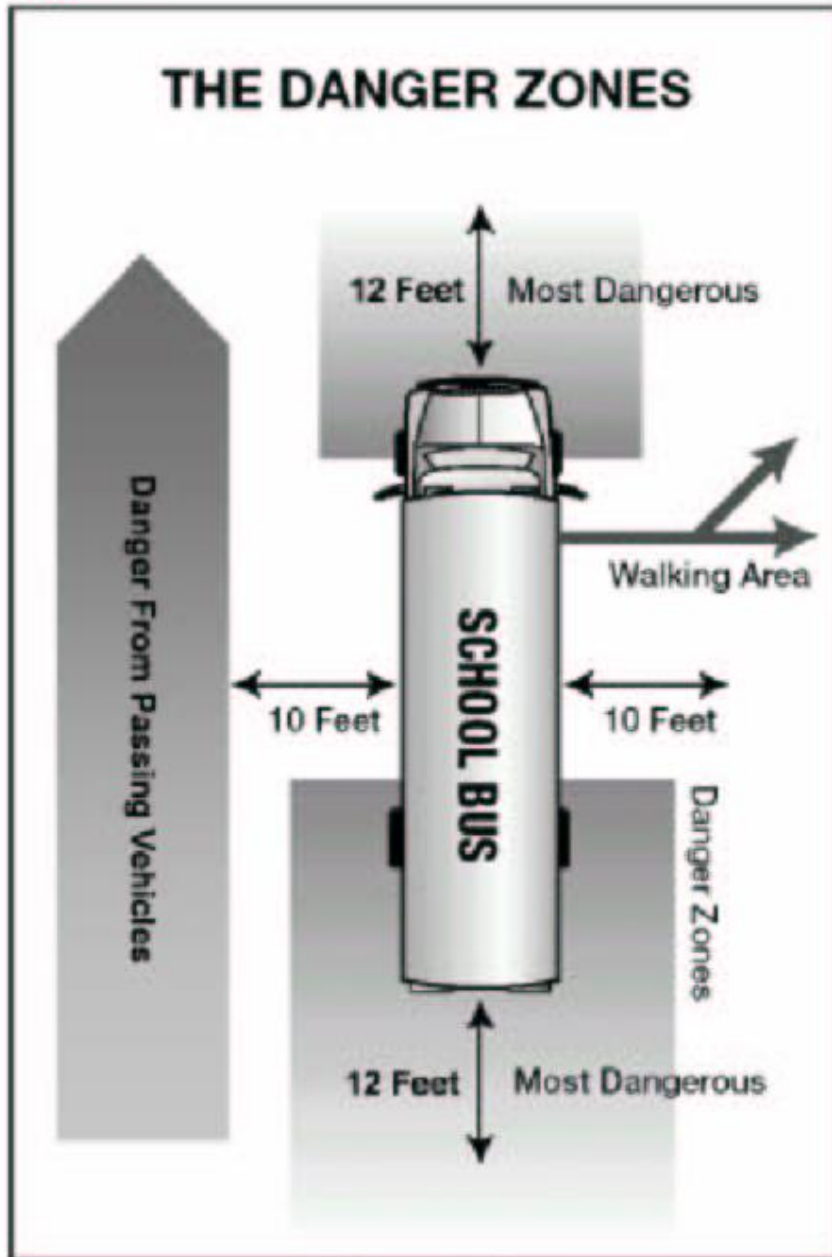 THE DANGER ZONES
12 Feet Most Dangerous
Danger From Passing Vehicles
Walking Area
SCHOOL BUS
10 Feet
10 Feet
Danger Zones
12 Feet Most Dangerous